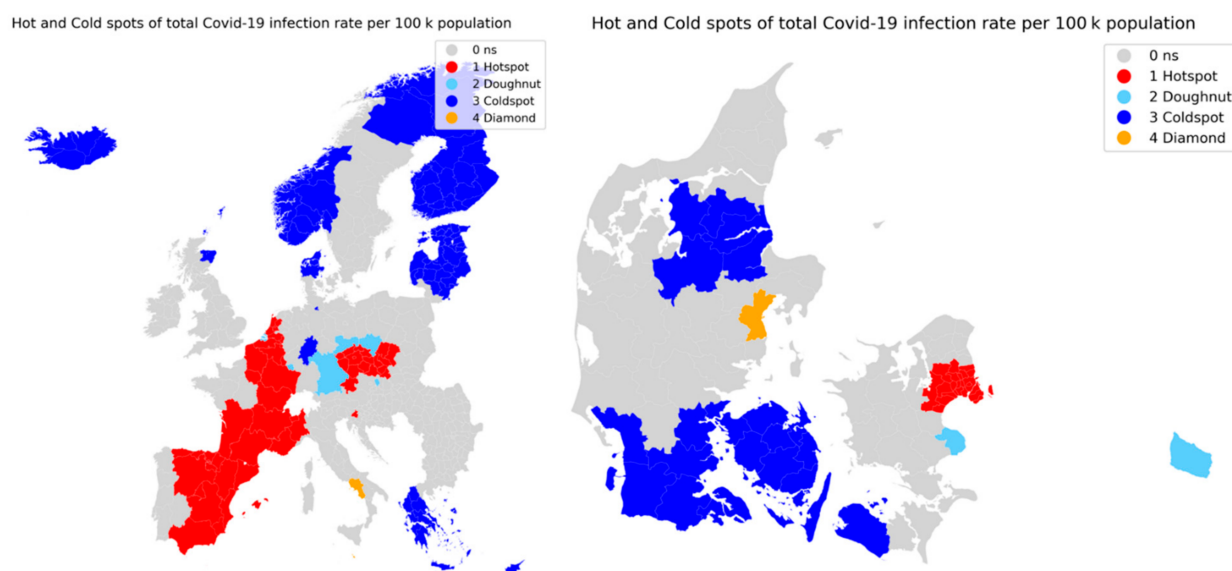 Hot and Cold spots of total Covid-19 infection rate per 100 k population
0 ns
1 Hotspot
2 Doughnut
3 Coldspot
4 Diamond
Hot and Cold spots of total Covid-19 infection rate per 100 k population
0 ns
1 Hotspot
2 Doughnut
3 Coldspot
4 Diamond